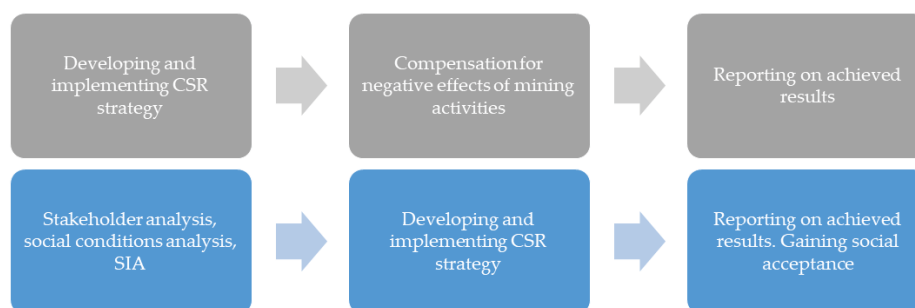 Developing and
implementing CSR
strategy
Compensation for
negative effects of mining
activities
Reporting on achieved
results
Stakeholder analysis,
social conditions analysis,
SIA
Developing and
implementing CSR
strategy
Reporting on achieved
results. Gaining social
acceptance